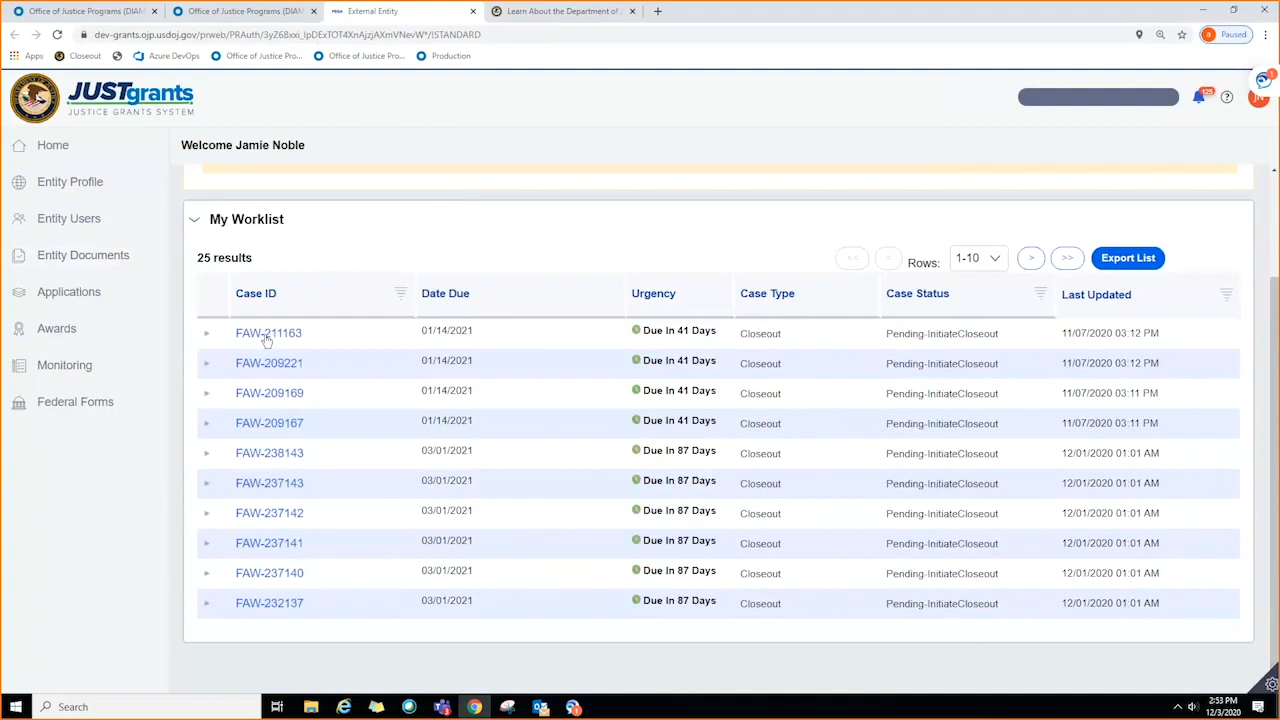 Office of Justice Programs (DIAM
Office of Justice Programs (DIAM
PEGA External Entity
Learn About the Department of J
dev-grants.ojp.usdoj.gov/prweb/PRAuth/
Paused
Apps
Closeout
Azure DevOps
Office of Justice Pro...
Office of Justice Pro...
Production
JUSTgrants
JUSTICE GRANTS SYSTEM
125
1
JN
Home
Entity Profile
Entity Users
Entity Documents
Applications
Awards
Monitoring
Federal Forms
Welcome Jamie Noble
My Worklist
25 results
<< < Rows: 1-10 > >> Export List
Case ID Date Due Urgency Case Type Case Status Last Updated
FAW-211163 01/14/2021 Due In 41 Days Closeout Pending-InitiateCloseout 11/07/2020 03:12 PM
FAW-209221 01/14/2021 Due In 41 Days Closeout Pending-InitiateCloseout 11/07/2020 03:12 PM
FAW-209169 01/14/2021 Due In 41 Days Closeout Pending-InitiateCloseout 11/07/2020 03:11 PM
FAW-209167 01/14/2021 Due In 41 Days Closeout Pending-InitiateCloseout 11/07/2020 03:11 PM
FAW-238143 03/01/2021 Due In 87 Days Closeout Pending-InitiateCloseout 12/01/2020 01:01 AM
FAW-237143 03/01/2021 Due In 87 Days Closeout Pending-InitiateCloseout 12/01/2020 01:01 AM
FAW-237142 03/01/2021 Due In 87 Days Closeout Pending-InitiateCloseout 12/01/2020 01:01 AM
FAW-237141 03/01/2021 Due In 87 Days Closeout Pending-InitiateCloseout 12/01/2020 01:01 AM
FAW-237140 03/01/2021 Due In 87 Days Closeout Pending-InitiateCloseout 12/01/2020 01:01 AM
FAW-232137 03/01/2021 Due In 87 Days Closeout Pending-InitiateCloseout 12/01/2020 01:01 AM
Search
2:53 PM
12/3/2020